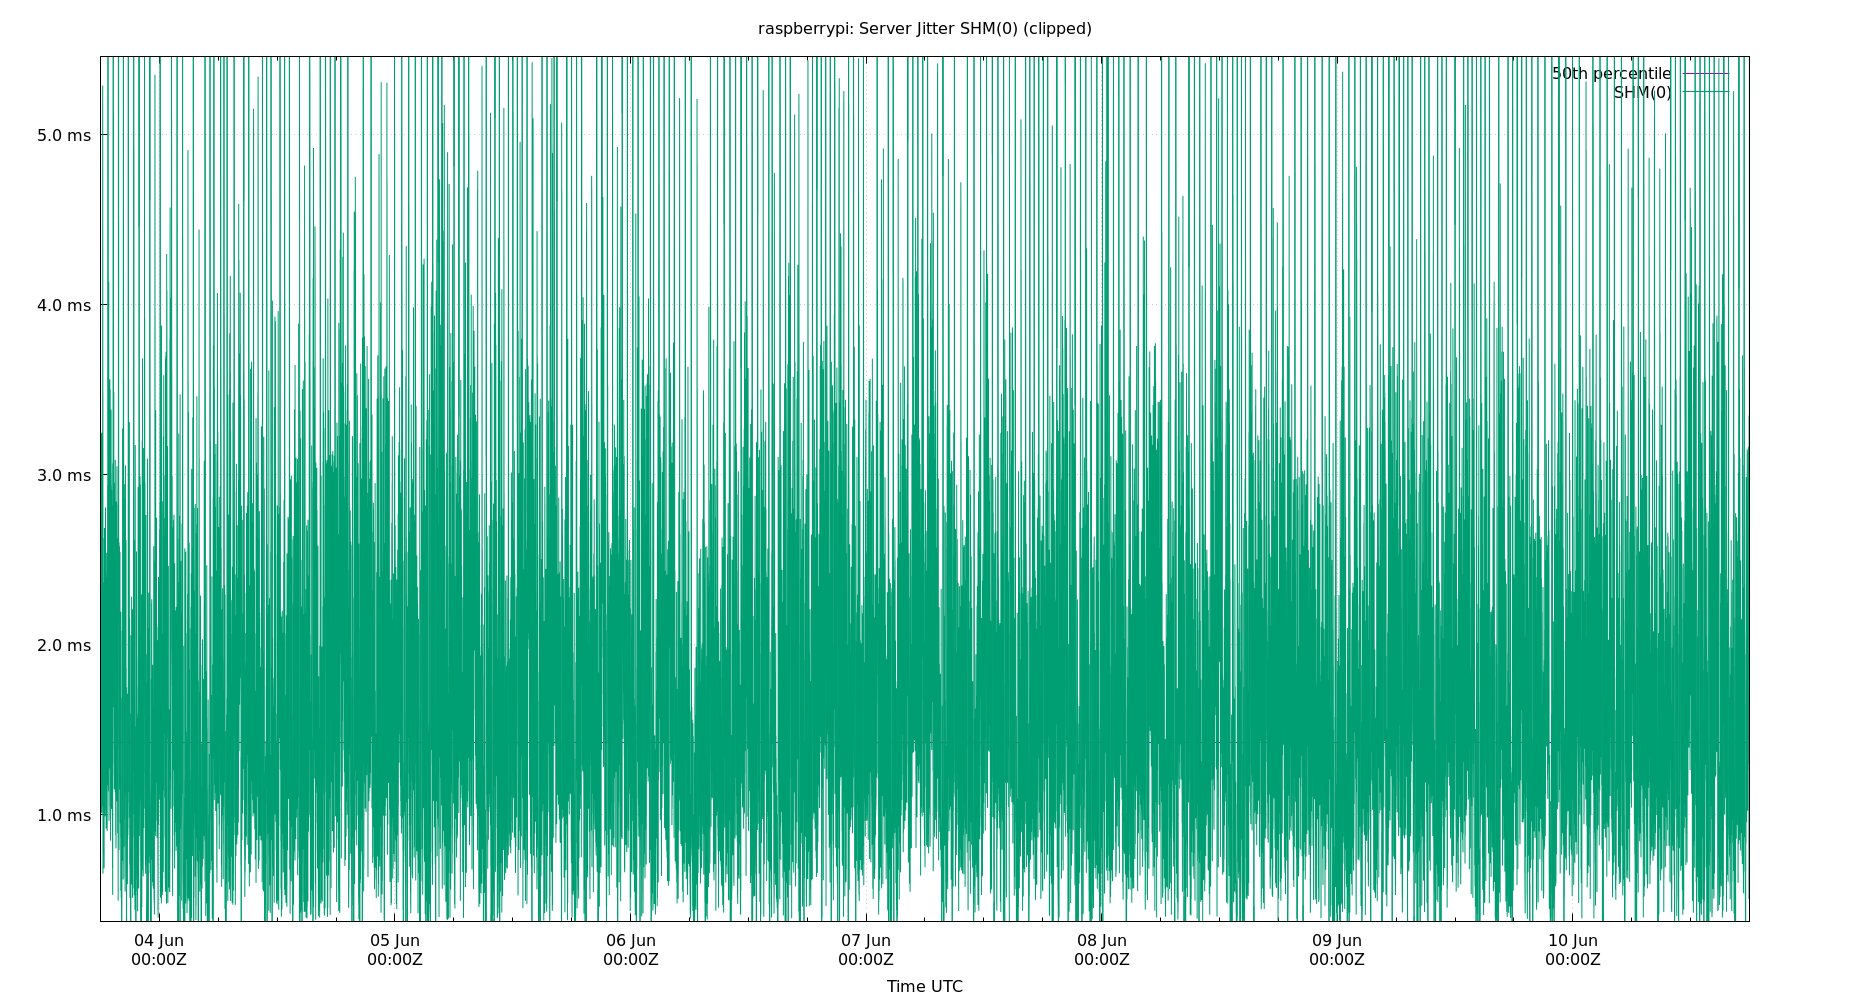 raspberrypi: Server Jitter SHM(0) (clipped)
50th percentile
SHM(0)
5.0 ms
4.0 ms
3.0 ms
2.0 ms
1.0 ms
04 Jun 05 Jun 06 Jun 07 Jun 08 Jun 09 Jun 10 Jun
00:00Z 00:00Z 00:00Z 00:00Z 00:00Z 00:00Z 00:00Z
Time UTC